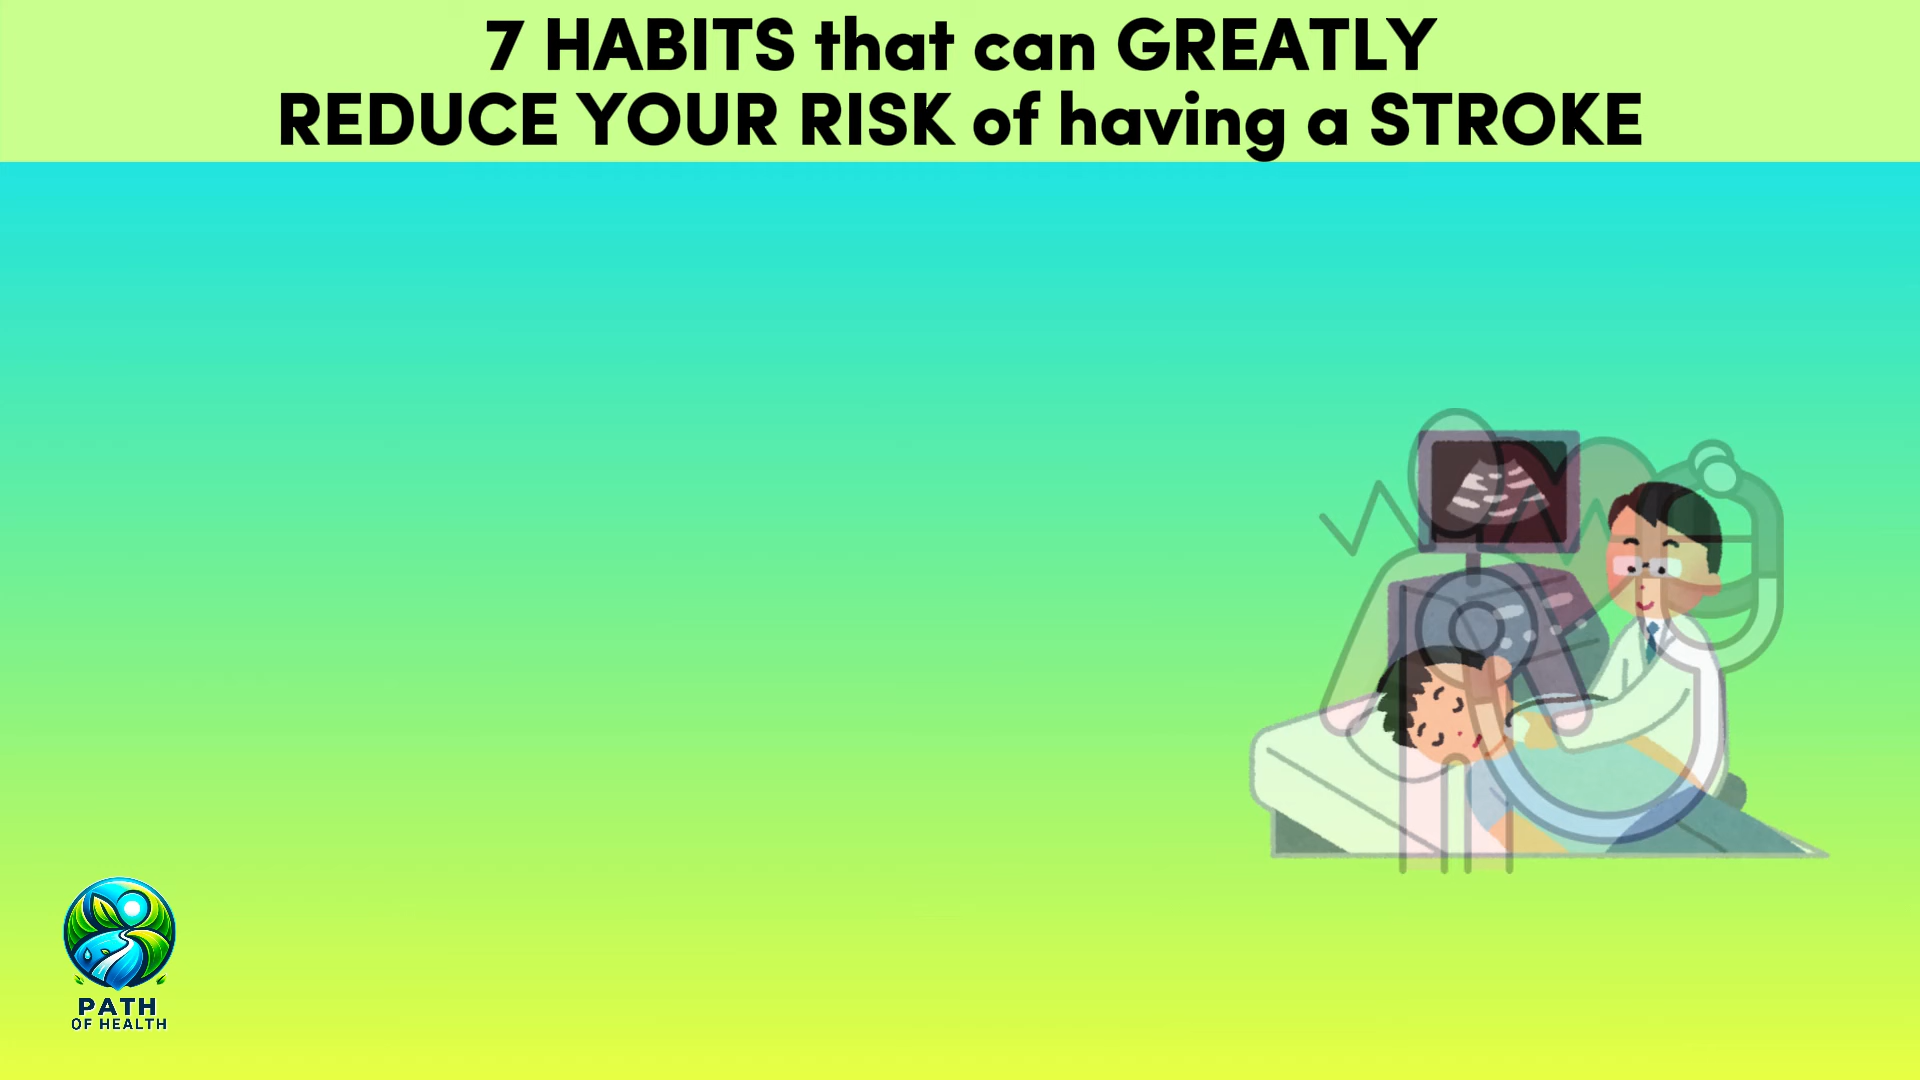 7 HABITS that can GREATLY
REDUCE YOUR RISK of having a STROKE
PATH
OF HEALTH